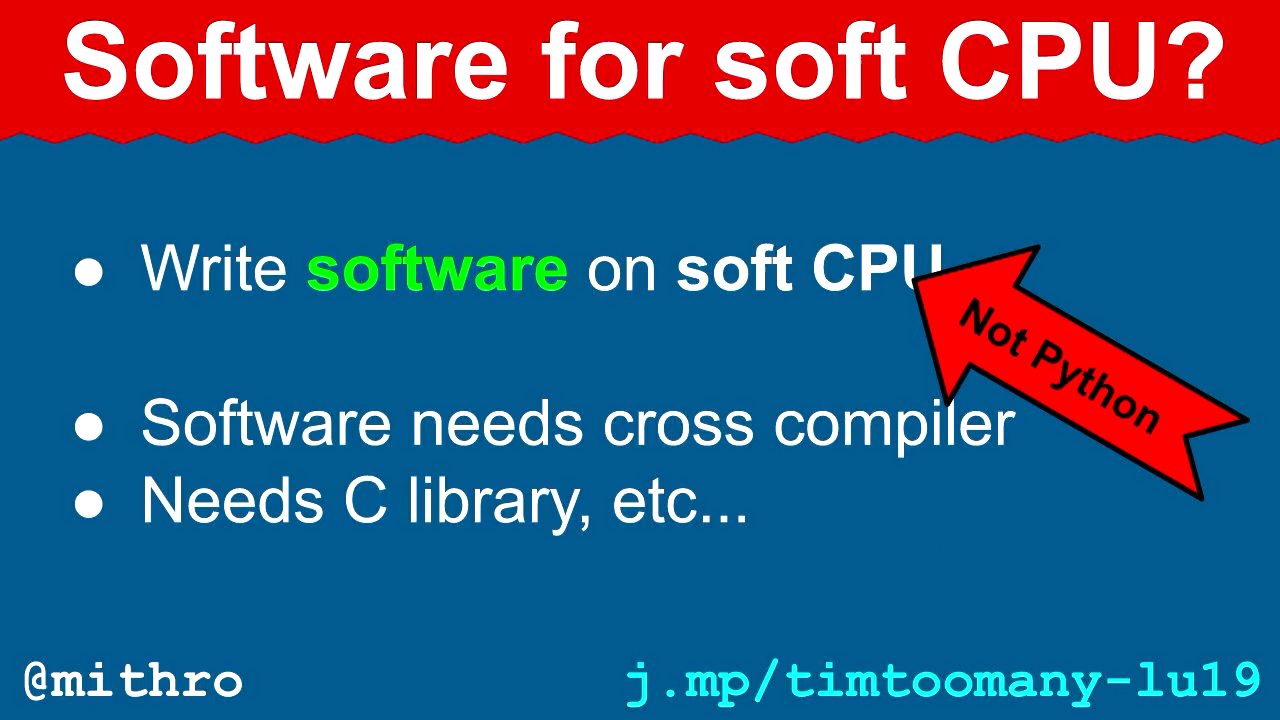 Software for soft CPU?
● Write software on soft CPU
Not Python
● Software needs cross compiler
● Needs C library, etc...
@mithro
j.mp/timtoomany-lu19